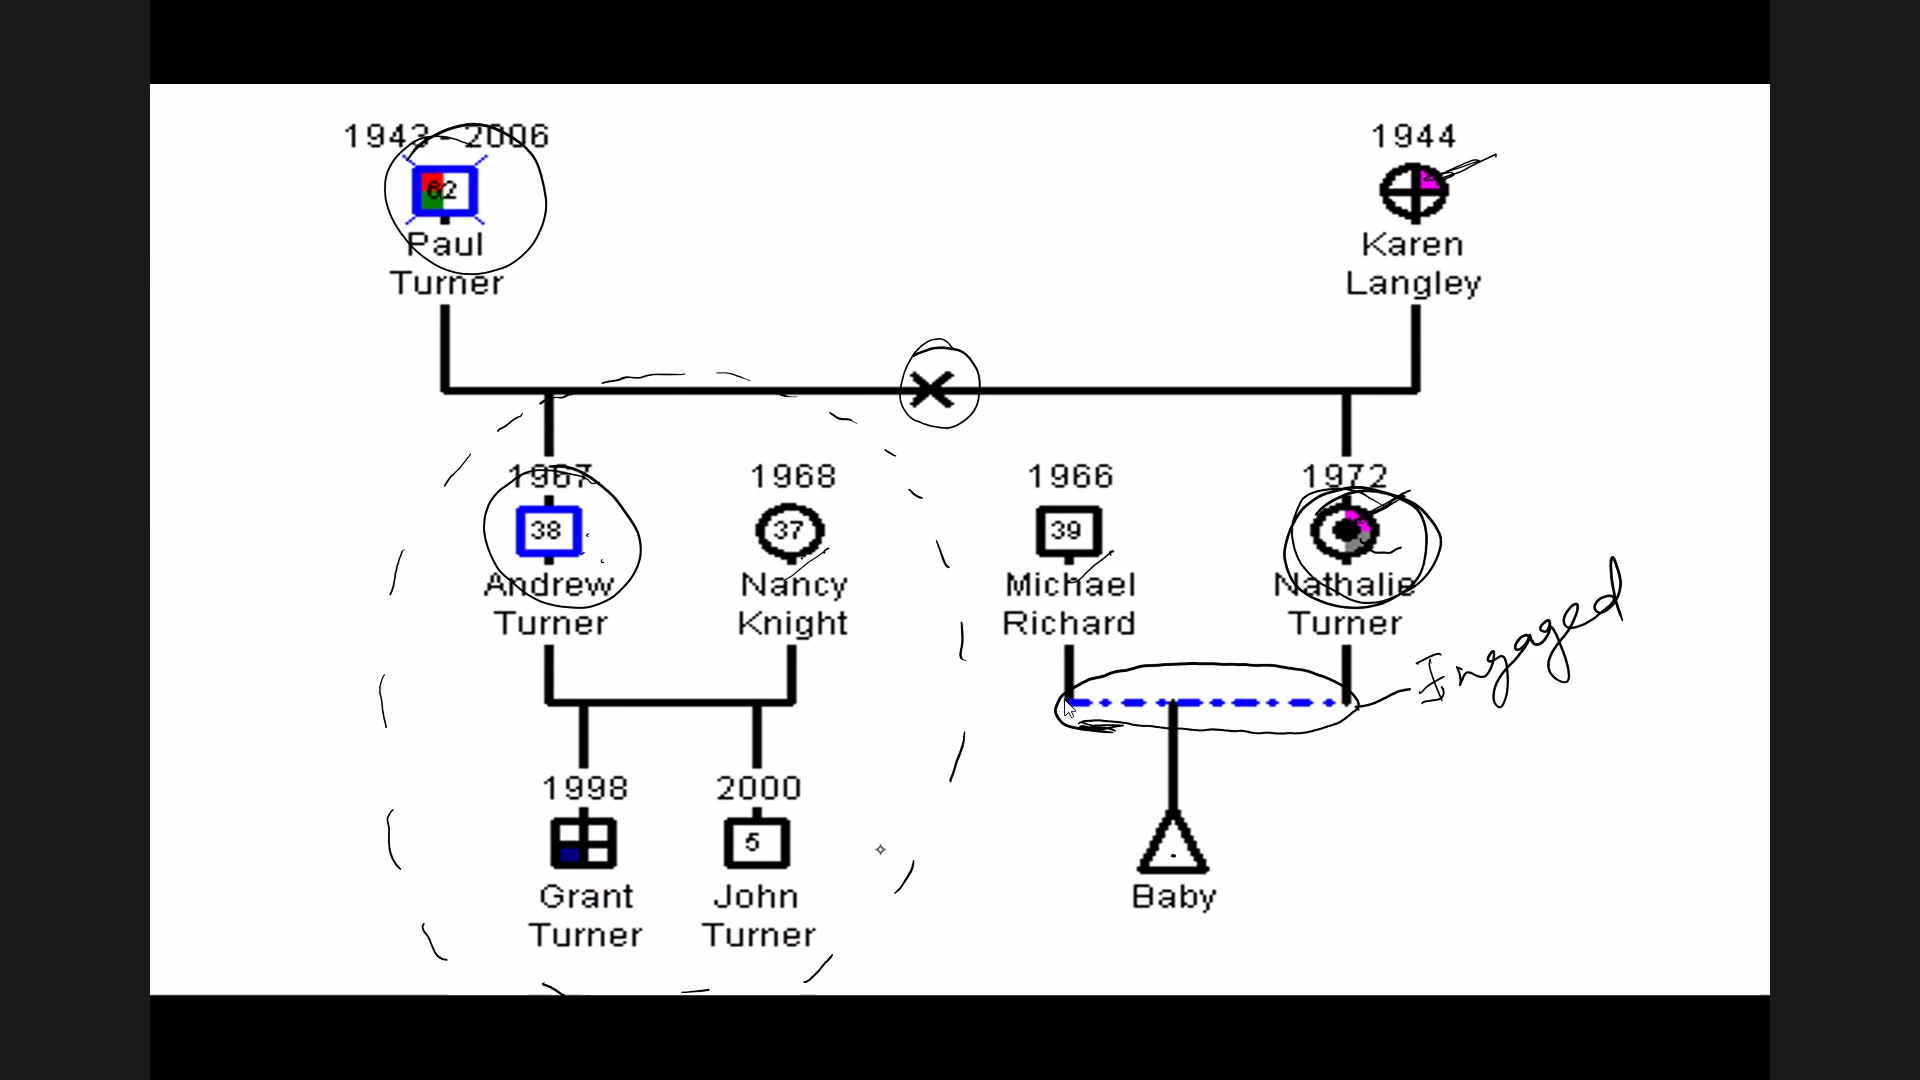 1943 - 2006
1944
62
Paul
Turner
Karen
Langley
1967
1968
1966
1972
38
37
39
Andrew
Turner
Nancy
Knight
Michael
Richard
Nathalie
Turner
Engaged
1998
2000
5
Grant
Turner
John
Turner
Baby